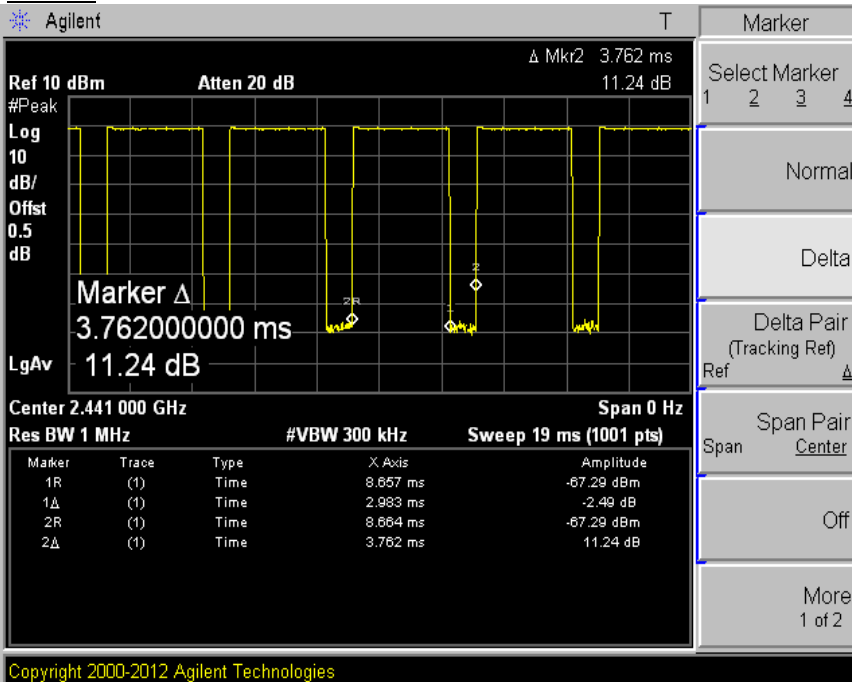 Agilent T Marker
Δ Mkr2 3.762 ms
Ref 10 dBm Atten 20 dB 11.24 dB
#Peak
Log
10
dB/
Offst
0.5
dB
2
2R
1
Marker Δ
3.762000000 ms
11.24 dB
LgAv
Center 2.441 000 GHz Span 0 Hz
Res BW 1 MHz #VBW 300 kHz Sweep 19 ms (1001 pts)
Marker Trace Type X Axis Amplitude
1R (1) Time 8.657 ms -67.29 dBm
1Δ (1) Time 2.983 ms -2.49 dB
2R (1) Time 8.664 ms -67.29 dBm
2Δ (1) Time 3.762 ms 11.24 dB
Select Marker
1 2 3 4
Normal
Delta
Delta Pair
(Tracking Ref)
Ref Δ
Span Pair
Span Center
Off
More
1 of 2
Copyright 2000-2012 Agilent Technologies